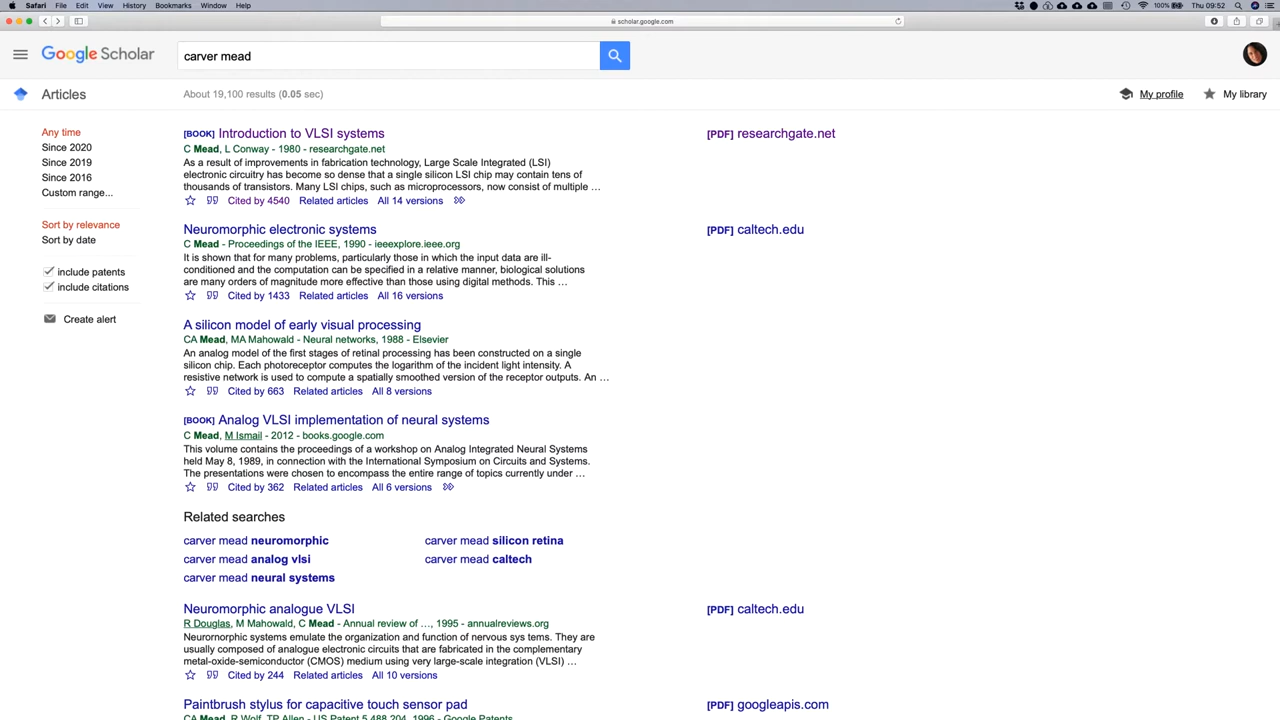 Safari File Edit View History Bookmarks Window Help 100% Thu 09:52
scholar.google.com
Google Scholar carver mead
Articles About 19,100 results (0.05 sec) My profile My library
Any time
Since 2020
Since 2019
Since 2016
Custom range...
Sort by relevance
Sort by date
include patents
include citations
Create alert
[BOOK] Introduction to VLSI systems [PDF] researchgate.net
C Mead, L Conway - 1980 - researchgate.net
As a result of improvements in fabrication technology, Large Scale Integrated (LSI)
electronic circuitry has become so dense that a single silicon LSI chip may contain tens of
thousands of transistors. Many LSI chips, such as microprocessors, now consist of multiple …
Cited by 4540 Related articles All 14 versions
Neuromorphic electronic systems [PDF] caltech.edu
C Mead - Proceedings of the IEEE, 1990 - ieeexplore.ieee.org
It is shown that for many problems, particularly those in which the input data are ill-
conditioned and the computation can be specified in a relative manner, biological solutions
are many orders of magnitude more effective than those using digital methods. This …
Cited by 1433 Related articles All 16 versions
A silicon model of early visual processing
CA Mead, MA Mahowald - Neural networks, 1988 - Elsevier
An analog model of the first stages of retinal processing has been constructed on a single
silicon chip. Each photoreceptor computes the logarithm of the incident light intensity. A
resistive network is used to compute a spatially smoothed version of the receptor outputs. An …
Cited by 663 Related articles All 8 versions
[BOOK] Analog VLSI implementation of neural systems
C Mead, M Ismail - 2012 - books.google.com
This volume contains the proceedings of a workshop on Analog Integrated Neural Systems
held May 8, 1989, in connection with the International Symposium on Circuits and Systems.
The presentations were chosen to encompass the entire range of topics currently under …
Cited by 362 Related articles All 6 versions
Related searches
carver mead neuromorphic carver mead silicon retina
carver mead analog vlsi carver mead caltech
carver mead neural systems
Neuromorphic analogue VLSI [PDF] caltech.edu
R Douglas, M Mahowald, C Mead - Annual review of …, 1995 - annualreviews.org
Neurornorphic systems emulate the organization and function of nervous sys tems. They are
usually composed of analogue electronic circuits that are fabricated in the complementary
metal-oxide-semiconductor (CMOS) medium using very large-scale integration (VLSI) …
Cited by 244 Related articles All 10 versions
Paintbrush stylus for capacitive touch sensor pad [PDF] googleapis.com
CA Mead, R Wolf, TP Allen - US Patent 5,488,204, 1996 - Google Patents